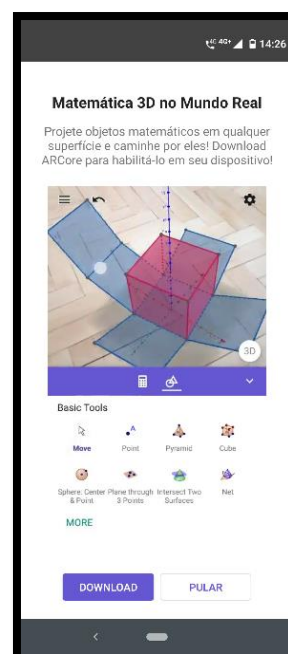 4G 4G+ 14:26
Matemática 3D no Mundo Real
Projete objetos matemáticos em qualquer
superfície e caminhe por eles! Download
ARCore para habilitá-lo em seu dispositivo!
3D
Basic Tools
Move Point Pyramid Cube
Sphere: Center Plane through Intersect Two Net
& Point 3 Points Surfaces
MORE
DOWNLOAD PULAR